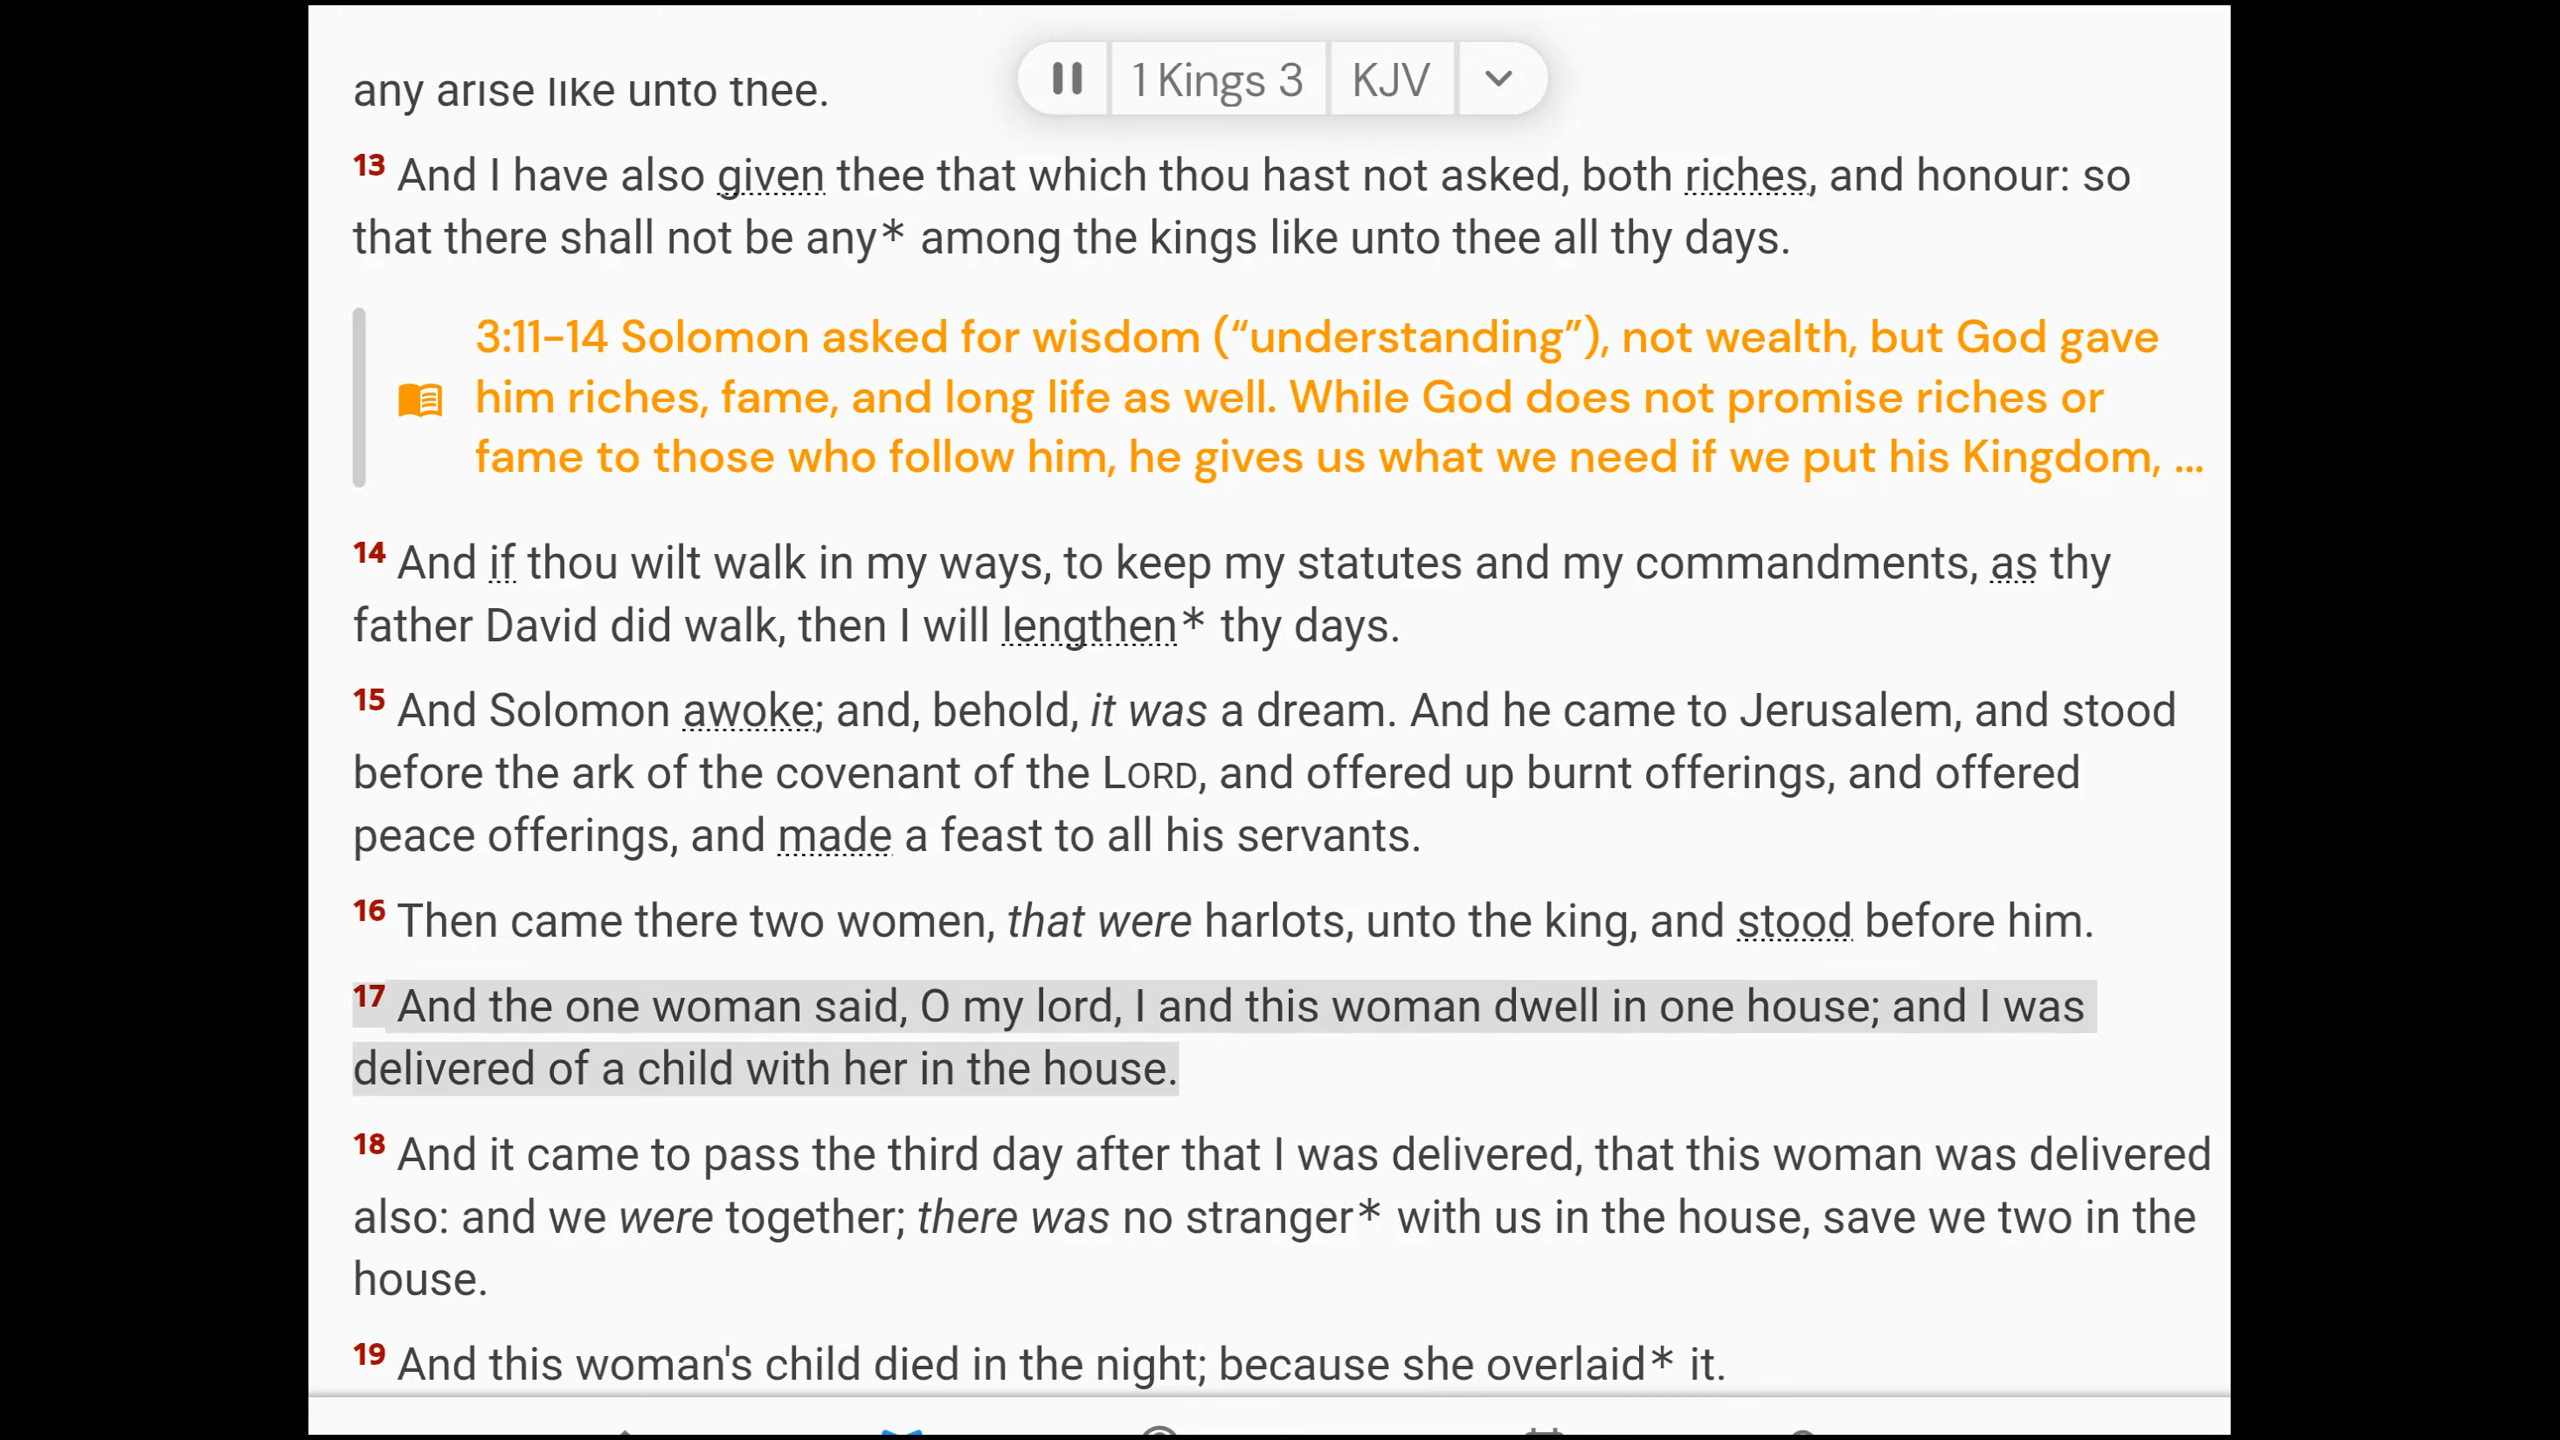 any arise like unto thee.
1 Kings 3 KJV
13 And I have also given thee that which thou hast not asked, both riches, and honour: so
that there shall not be any* among the kings like unto thee all thy days.
3:11–14 Solomon asked for wisdom (“understanding”), not wealth, but God gave
him riches, fame, and long life as well. While God does not promise riches or
fame to those who follow him, he gives us what we need if we put his Kingdom, ...
14 And if thou wilt walk in my ways, to keep my statutes and my commandments, as thy
father David did walk, then I will lengthen* thy days.
15 And Solomon awoke; and, behold, it was a dream. And he came to Jerusalem, and stood
before the ark of the covenant of the LORD, and offered up burnt offerings, and offered
peace offerings, and made a feast to all his servants.
16 Then came there two women, that were harlots, unto the king, and stood before him.
17 And the one woman said, O my lord, I and this woman dwell in one house; and I was
delivered of a child with her in the house.
18 And it came to pass the third day after that I was delivered, that this woman was delivered
also: and we were together; there was no stranger* with us in the house, save we two in the
house.
19 And this woman's child died in the night; because she overlaid* it.